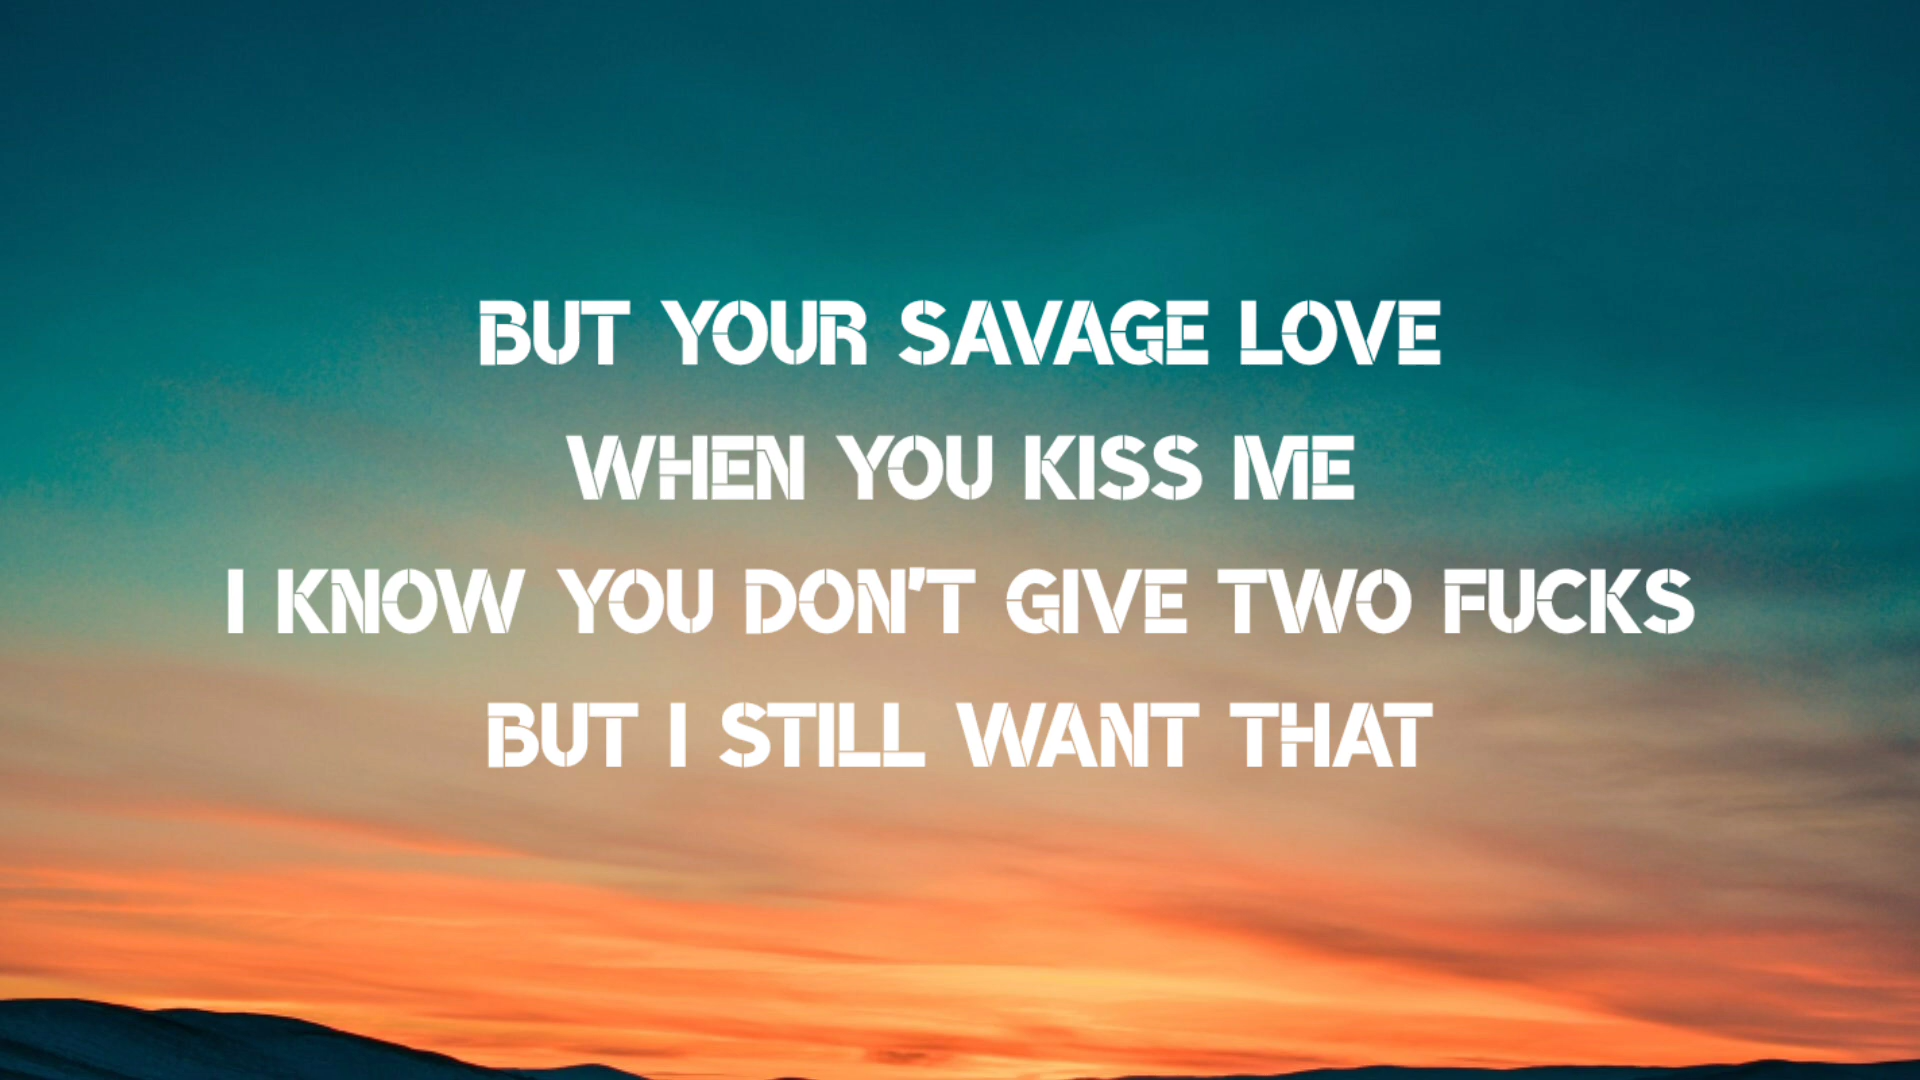 BUT YOUR SAVAGE LOVE
WHEN YOU KISS ME
I KNOW YOU DON'T GIVE TWO FUCKS
BUT I STILL WANT THAT